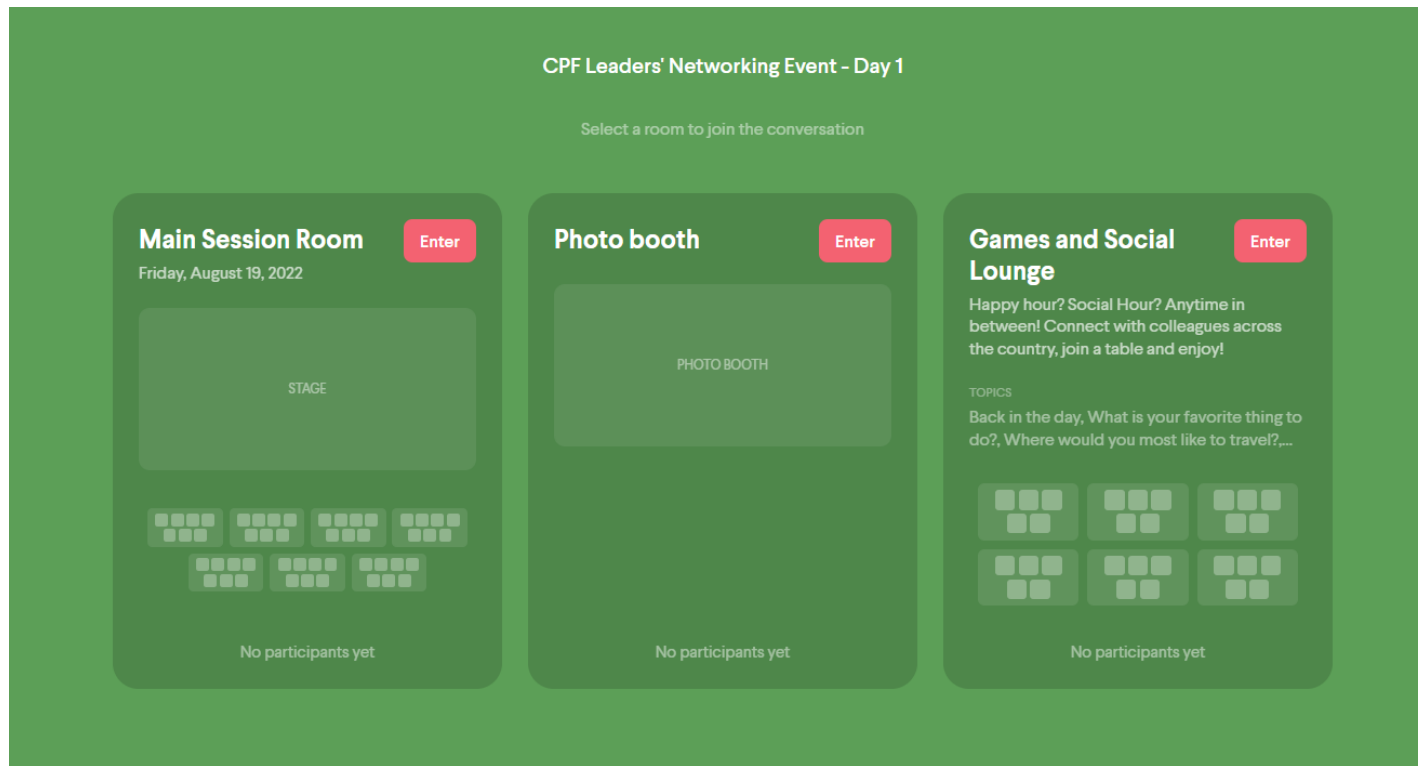 CPF Leaders' Networking Event - Day 1
Select a room to join the conversation
Main Session Room
Enter
Friday, August 19, 2022
STAGE
No participants yet
Photo booth
Enter
PHOTO BOOTH
No participants yet
Games and Social
Lounge
Enter
Happy hour? Social Hour? Anytime in
between! Connect with colleagues across
the country, join a table and enjoy!
TOPICS
Back in the day, What is your favorite thing to
do?, Where would you most like to travel?,...
No participants yet